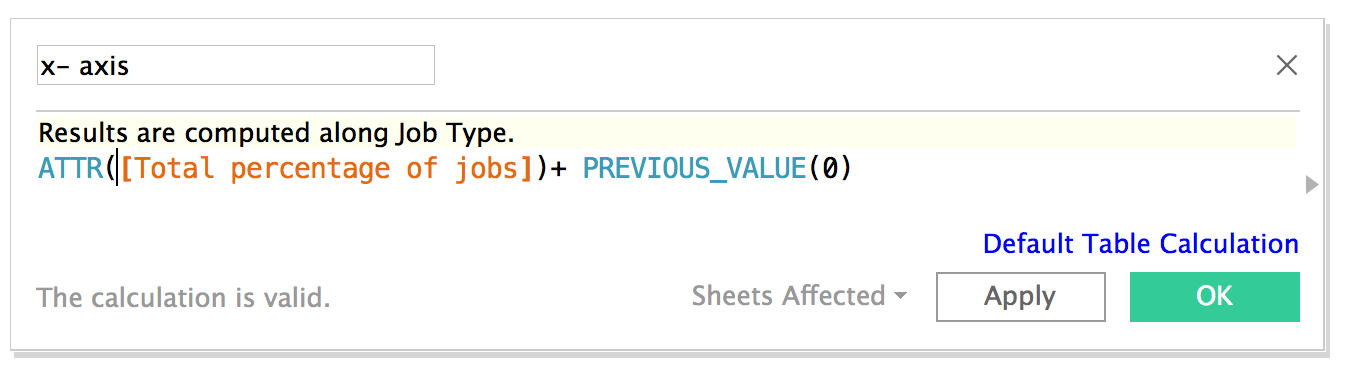 x- axis
Results are computed along Job Type.
ATTR([Total percentage of jobs])+ PREVIOUS_VALUE(0)
Default Table Calculation
The calculation is valid.
Sheets Affected
Apply
OK